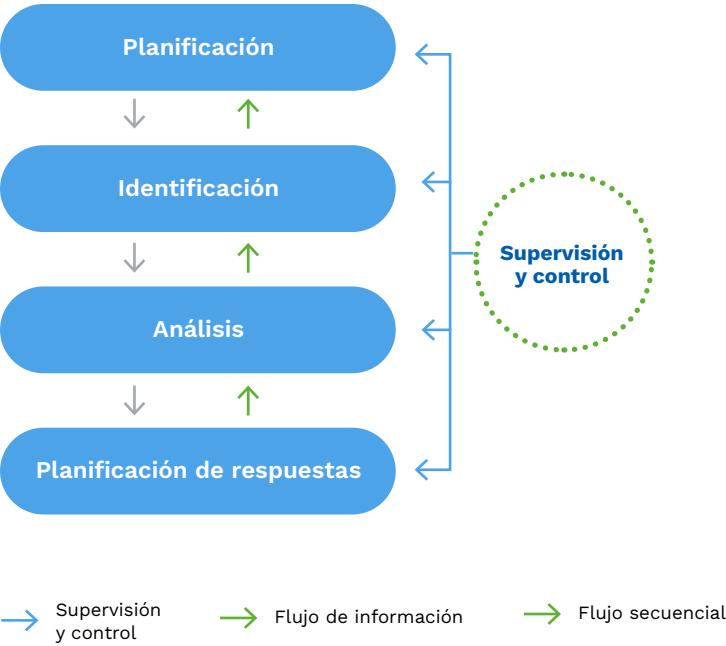 Planificación
Identificación
Análisis
Planificación de respuestas
Supervisión
y control
Supervisión
y control
Flujo de información
Flujo secuencial